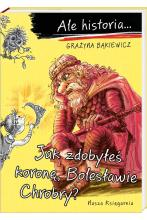 Ale historia...
GRAŻYNA BĄKIEWICZ
Jak zdobyłeś
koronę, Bolesławie
Chrobry?
Nasza Księgarnia